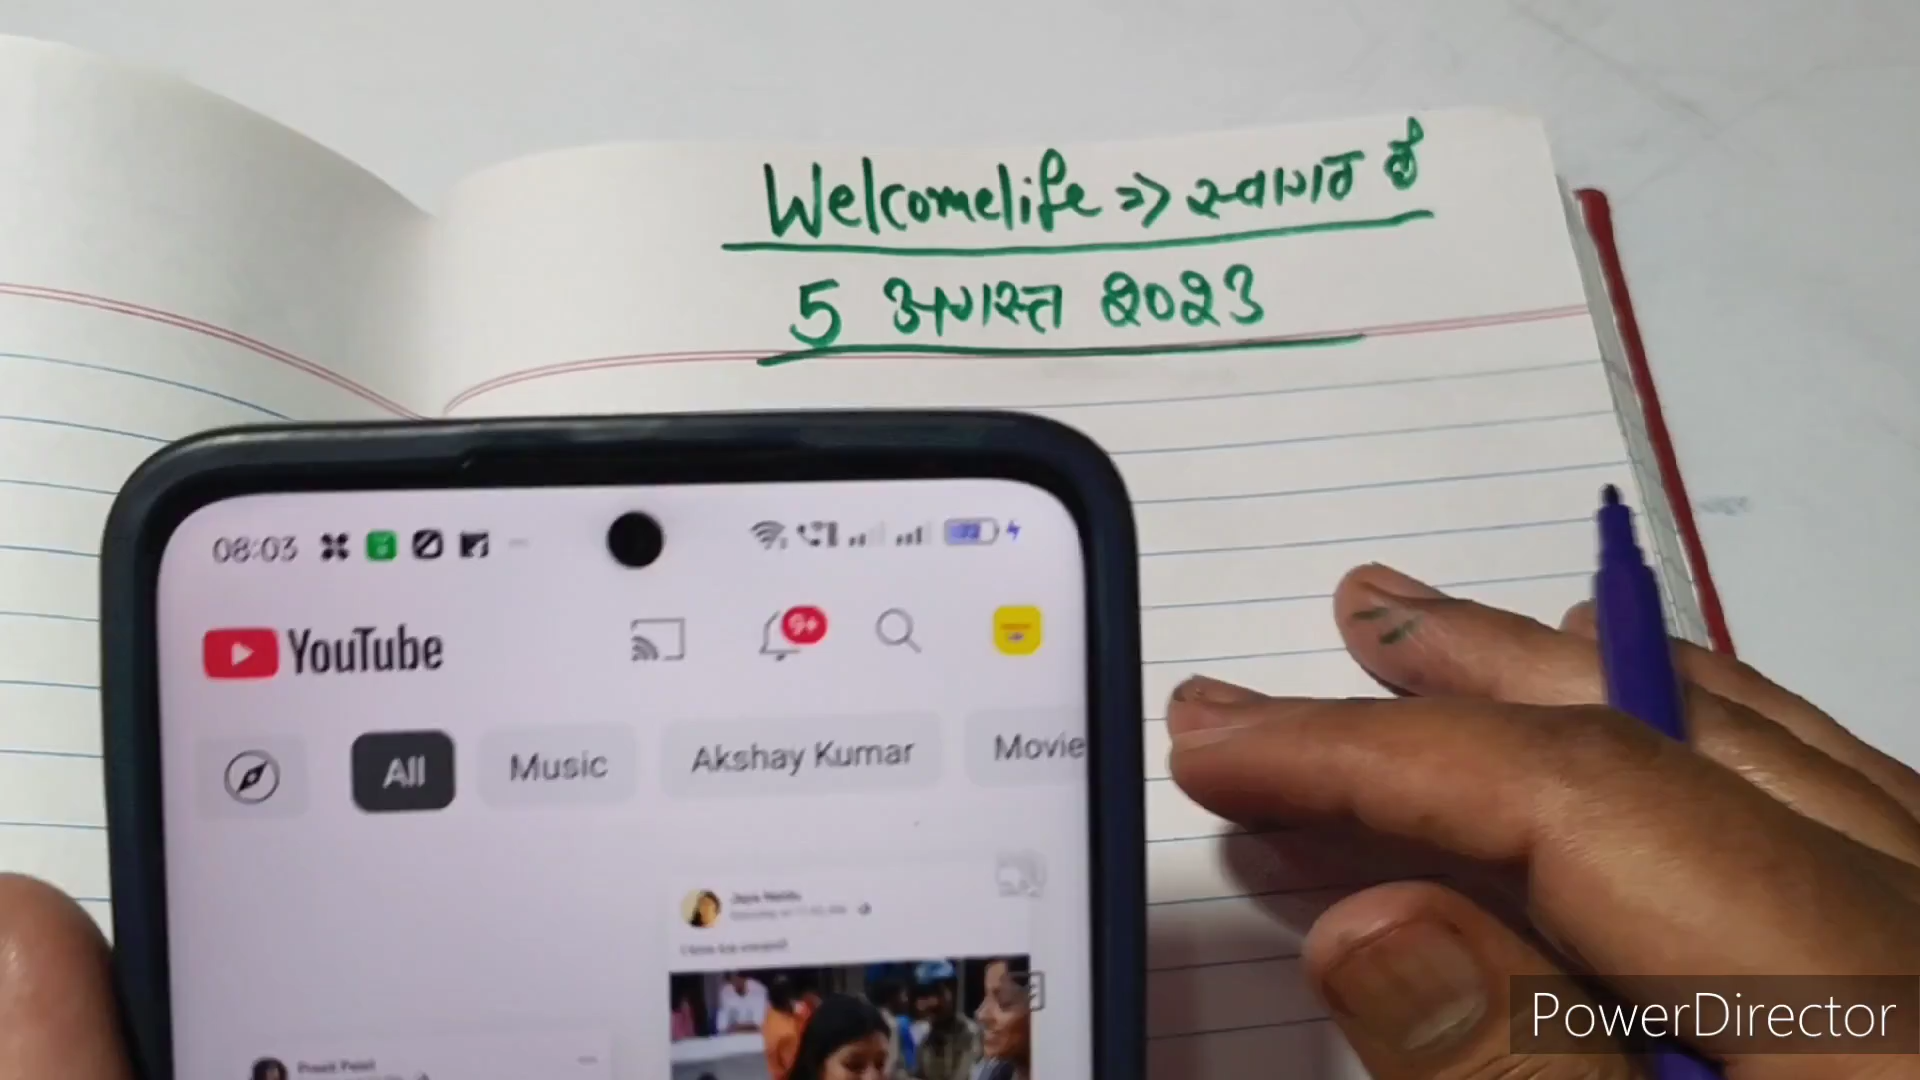 Welcomelife => स्वागत है
5 अगस्त 2023
08:03
YouTube
9+
All Music Akshay Kumar Movie
PowerDirector